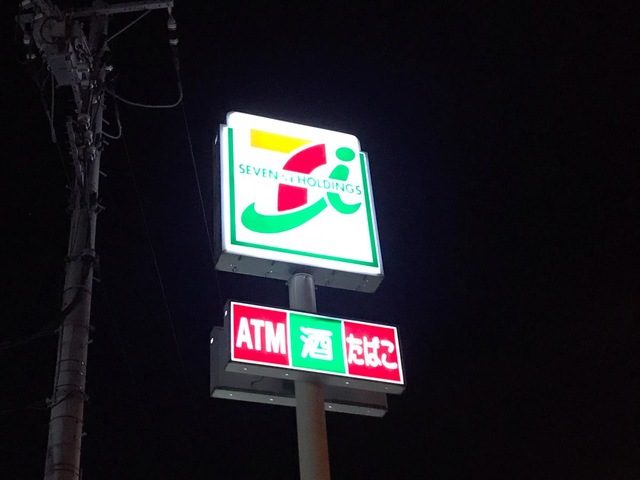 SEVEN & i HOLDINGS
ATM 酒 たばこ